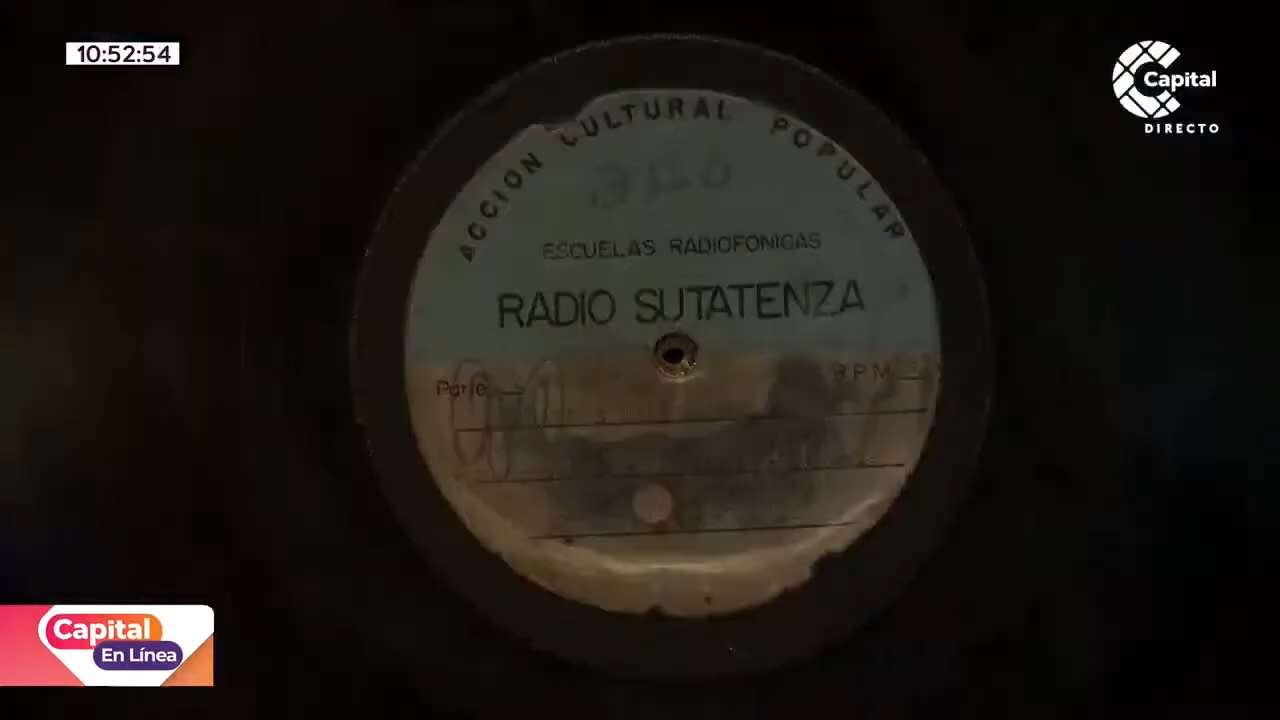 10:52:54
Capital
DIRECTO
ACCION CULTURAL POPULAR
ESCUELAS RADIOFONICAS
RADIO SUTATENZA
Parte
RPM
Capital
En Línea